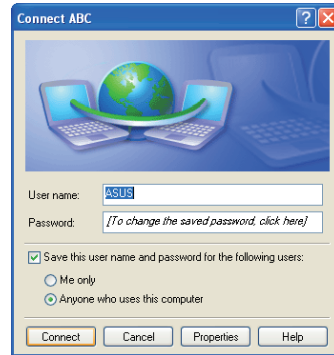 Connect ABC
User name: ASUS
Password: [To change the saved password, click here]
Save this user name and password for the following users:
Me only
Anyone who uses this computer
Connect Cancel Properties Help